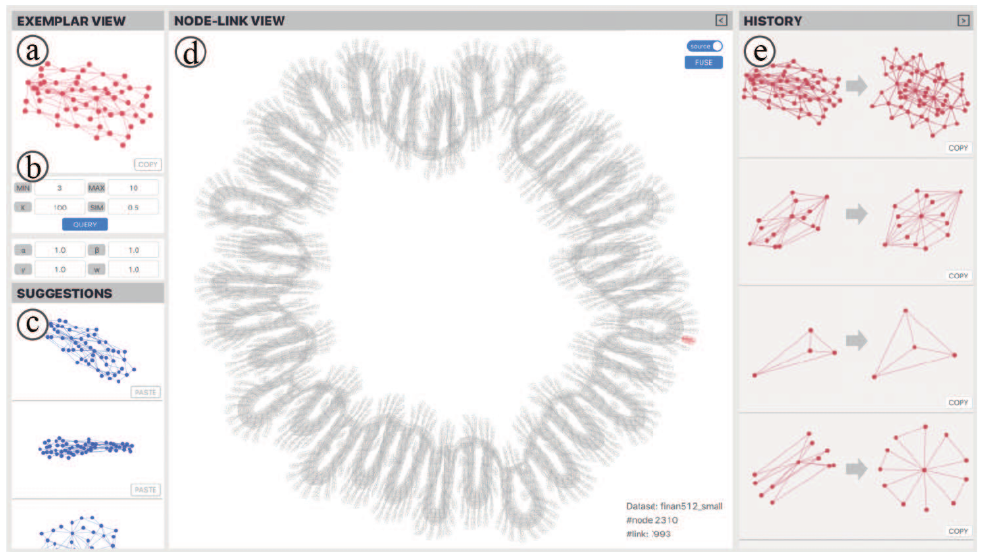 EXEMPLAR VIEW
a
COPY
b
MIN 3 MAX 10
K 100 SIM 0.5
QUERY
α 1.0 β 1.0
γ 1.0 w 1.0
SUGGESTIONS
c
PASTE
PASTE
NODE-LINK VIEW <
d
source
FUSE
Datase: finan512_small
#node 2310
#link:
HISTORY >
e
COPY
COPY
COPY
COPY